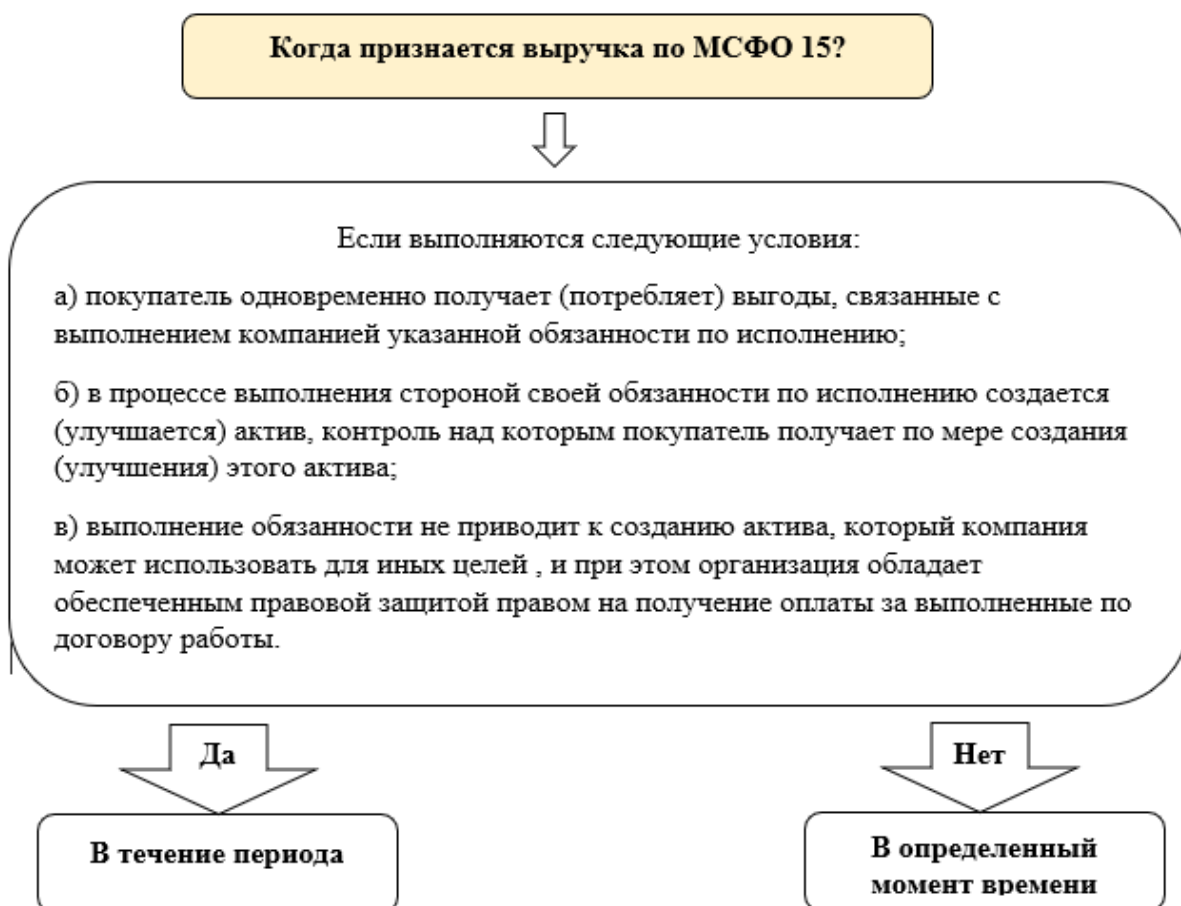 Когда признается выручка по МСФО 15?
Если выполняются следующие условия:
а) покупатель одновременно получает (потребляет) выгоды, связанные с
выполнением компанией указанной обязанности по исполнению;
б) в процессе выполнения стороной своей обязанности по исполнению создается
(улучшается) актив, контроль над которым покупатель получает по мере создания
(улучшения) этого актива;
в) выполнение обязанности не приводит к созданию актива, который компания
может использовать для иных целей , и при этом организация обладает
обеспеченным правовой защитой правом на получение оплаты за выполненные по
договору работы.
Да
Нет
В течение периода
В определенный
момент времени